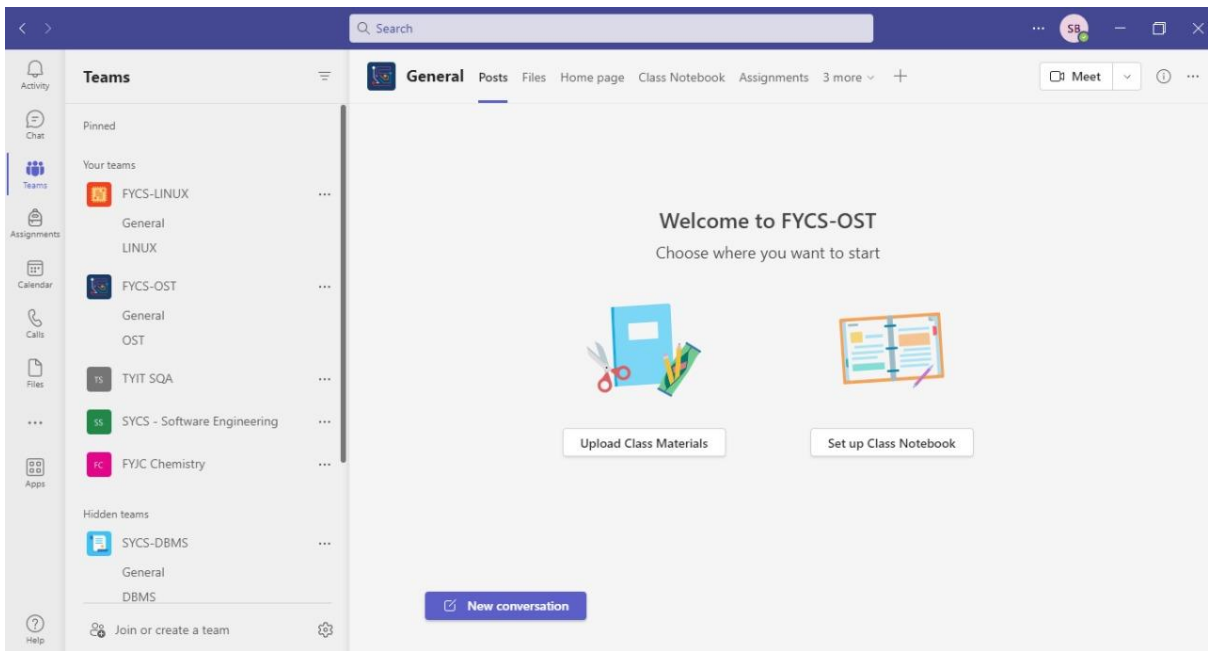 Search
SB
Activity
Chat
Teams
Assignments
Calendar
Calls
Files
Apps
Help
Teams
Pinned
Your teams
FYCS-LINUX
General
LINUX
FYCS-OST
General
OST
TS TYIT SQA
SS SYCS - Software Engineering
FC FYJC Chemistry
Hidden teams
SYCS-DBMS
General
DBMS
Join or create a team
General Posts Files Home page Class Notebook Assignments 3 more
Meet
Welcome to FYCS-OST
Choose where you want to start
Upload Class Materials
Set up Class Notebook
New conversation